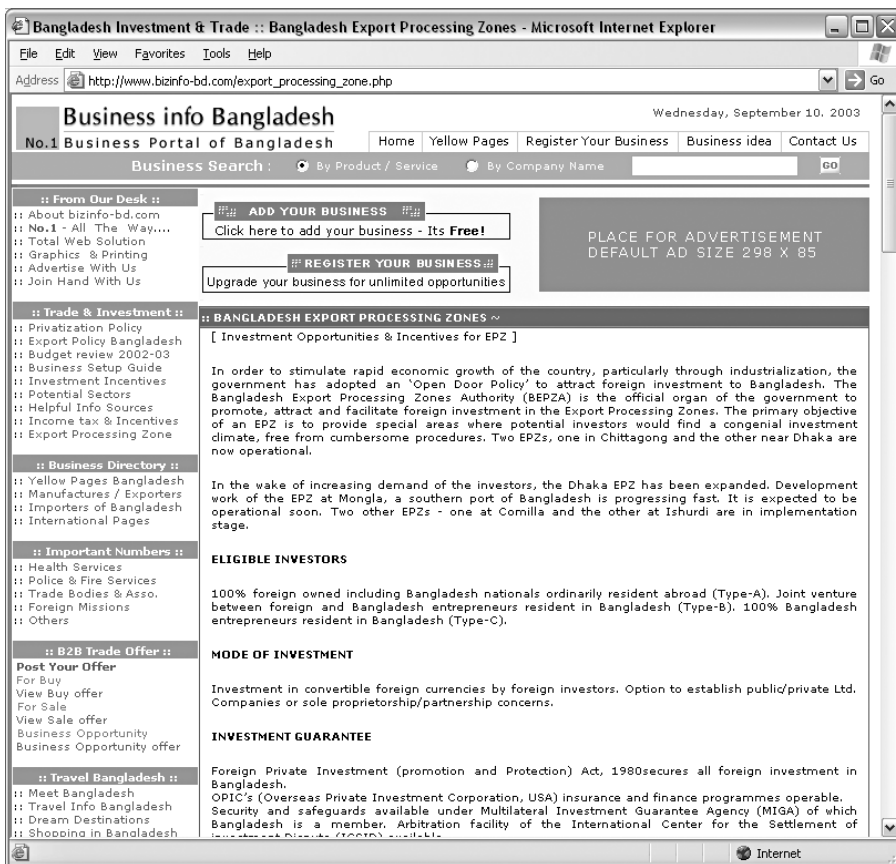 Bangladesh Investment & Trade :: Bangladesh Export Processing Zones - Microsoft Internet Explorer
File Edit View Favorites Tools Help
Address http://www.bizinfo-bd.com/export_processing_zone.php Go
Business info Bangladesh
Wednesday, September 10. 2003
No.1 Business Portal of Bangladesh
Home Yellow Pages Register Your Business Business idea Contact Us
Business Search : By Product / Service By Company Name GO
:: From Our Desk ::
:: About bizinfo-bd.com
:: No.1 - All The Way....
:: Total Web Solution
:: Graphics & Printing
:: Advertise With Us
:: Join Hand With Us
:: Trade & Investment ::
:: Privatization Policy
:: Export Policy Bangladesh
:: Budget review 2002-03
:: Business Setup Guide
:: Investment Incentives
:: Potential Sectors
:: Helpful Info Sources
:: Income tax & Incentives
:: Export Processing Zone
:: Business Directory ::
:: Yellow Pages Bangladesh
:: Manufactures / Exporters
:: Importers of Bangladesh
:: International Pages
:: Important Numbers ::
:: Health Services
:: Police & Fire Services
:: Trade Bodies & Asso.
:: Foreign Missions
:: Others
:: B2B Trade Offer ::
Post Your Offer
For Buy
View Buy offer
For Sale
View Sale offer
Business Opportunity
Business Opportunity offer
:: Travel Bangladesh ::
:: Meet Bangladesh
:: Travel Info Bangladesh
:: Dream Destinations
:: Shopping in Bangladesh
ADD YOUR BUSINESS
Click here to add your business - Its Free!
REGISTER YOUR BUSINESS
Upgrade your business for unlimited opportunities
PLACE FOR ADVERTISEMENT
DEFAULT AD SIZE 298 X 85
:: BANGLADESH EXPORT PROCESSING ZONES ~
[ Investment Opportunities & Incentives for EPZ ]
In order to stimulate rapid economic growth of the country, particularly through industrialization, the
government has adopted an 'Open Door Policy' to attract foreign investment to Bangladesh. The
Bangladesh Export Processing Zones Authority (BEPZA) is the official organ of the government to
promote, attract and facilitate foreign investment in the Export Processing Zones. The primary objective
of an EPZ is to provide special areas where potential investors would find a congenial investment
climate, free from cumbersome procedures. Two EPZs, one in Chittagong and the other near Dhaka are
now operational.
In the wake of increasing demand of the investors, the Dhaka EPZ has been expanded. Development
work of the EPZ at Mongla, a southern port of Bangladesh is progressing fast. It is expected to be
operational soon. Two other EPZs - one at Comilla and the other at Ishurdi are in implementation
stage.
ELIGIBLE INVESTORS
100% foreign owned including Bangladesh nationals ordinarily resident abroad (Type-A). Joint venture
between foreign and Bangladesh entrepreneurs resident in Bangladesh (Type-B). 100% Bangladesh
entrepreneurs resident in Bangladesh (Type-C).
MODE OF INVESTMENT
Investment in convertible foreign currencies by foreign investors. Option to establish public/private Ltd.
Companies or sole proprietorship/partnership concerns.
INVESTMENT GUARANTEE
Foreign Private Investment (promotion and Protection) Act, 1980secures all foreign investment in
Bangladesh.
OPIC's (Overseas Private Investment Corporation, USA) insurance and finance programmes operable.
Security and safeguards available under Multilateral Investment Guarantee Agency (MIGA) of which
Bangladesh is a member. Arbitration facility of the International Center for the Settlement of
Internet